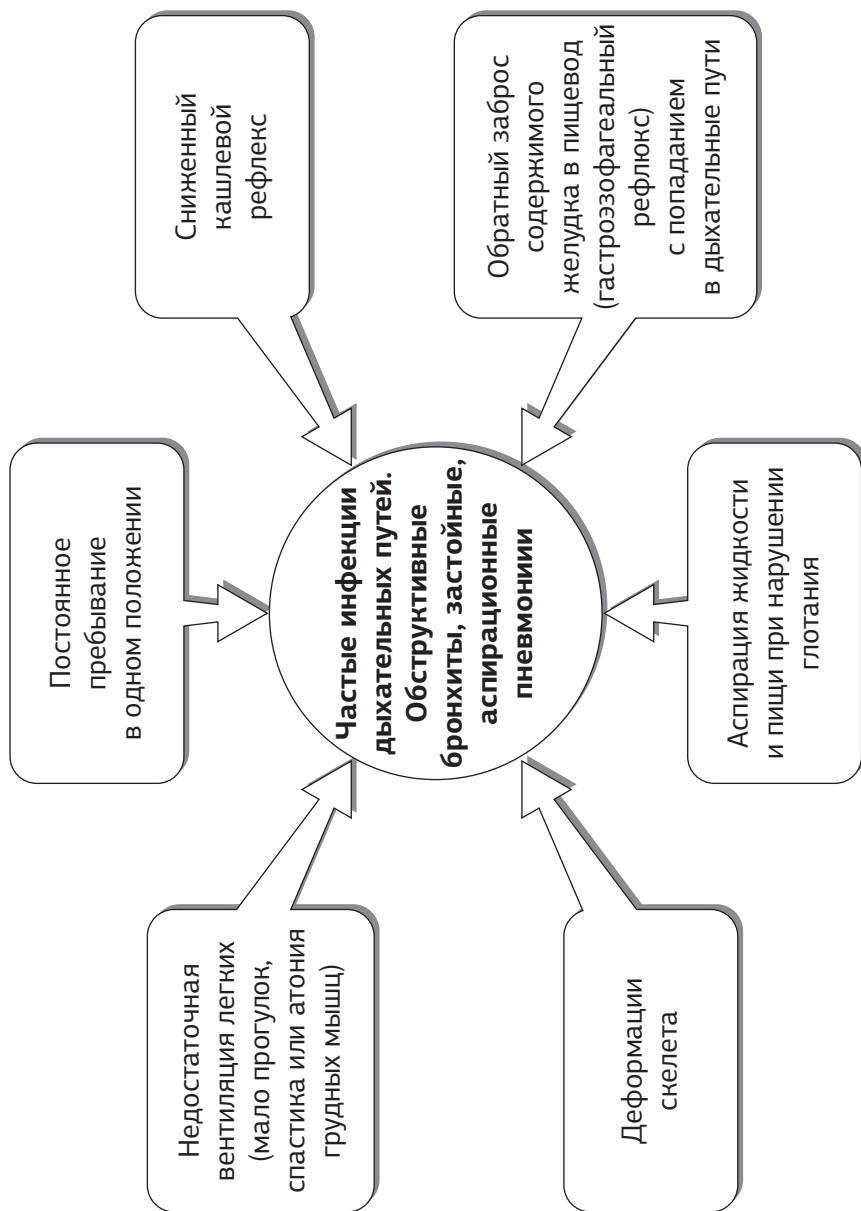 Недостаточная
вентиляция легких
(мало прогулок,
спастика или атония
грудных мышц)
Постоянное
пребывание
в одном положении
Сниженный
кашлевой
рефлекс
Частые инфекции
дыхательных путей.
Обструктивные
бронхиты, застойные,
аспирационные
пневмониии
Деформации
скелета
Аспирация жидкости
и пищи при нарушении
глотания
Обратный заброс
содержимого
желудка в пищевод
(гастроэзофагеальный
рефлюкс)
с попаданием
в дыхательные пути